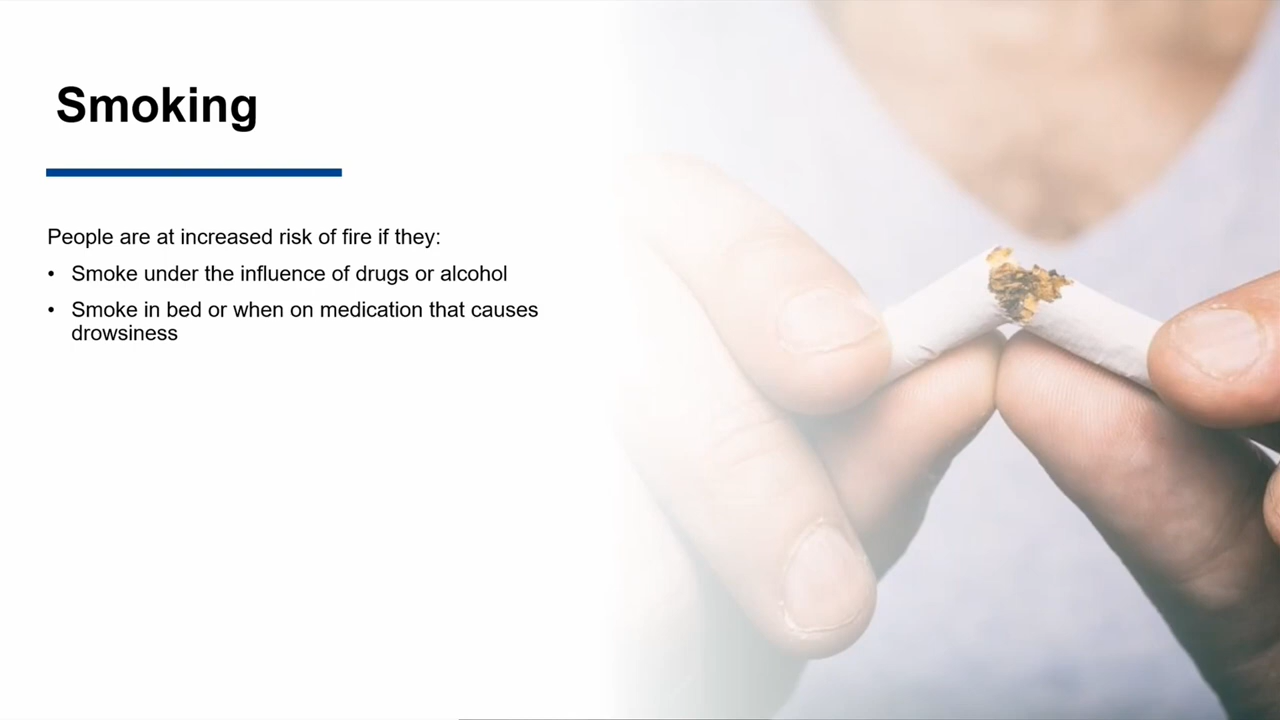 Smoking
People are at increased risk of fire if they:
• Smoke under the influence of drugs or alcohol
• Smoke in bed or when on medication that causes
drowsiness